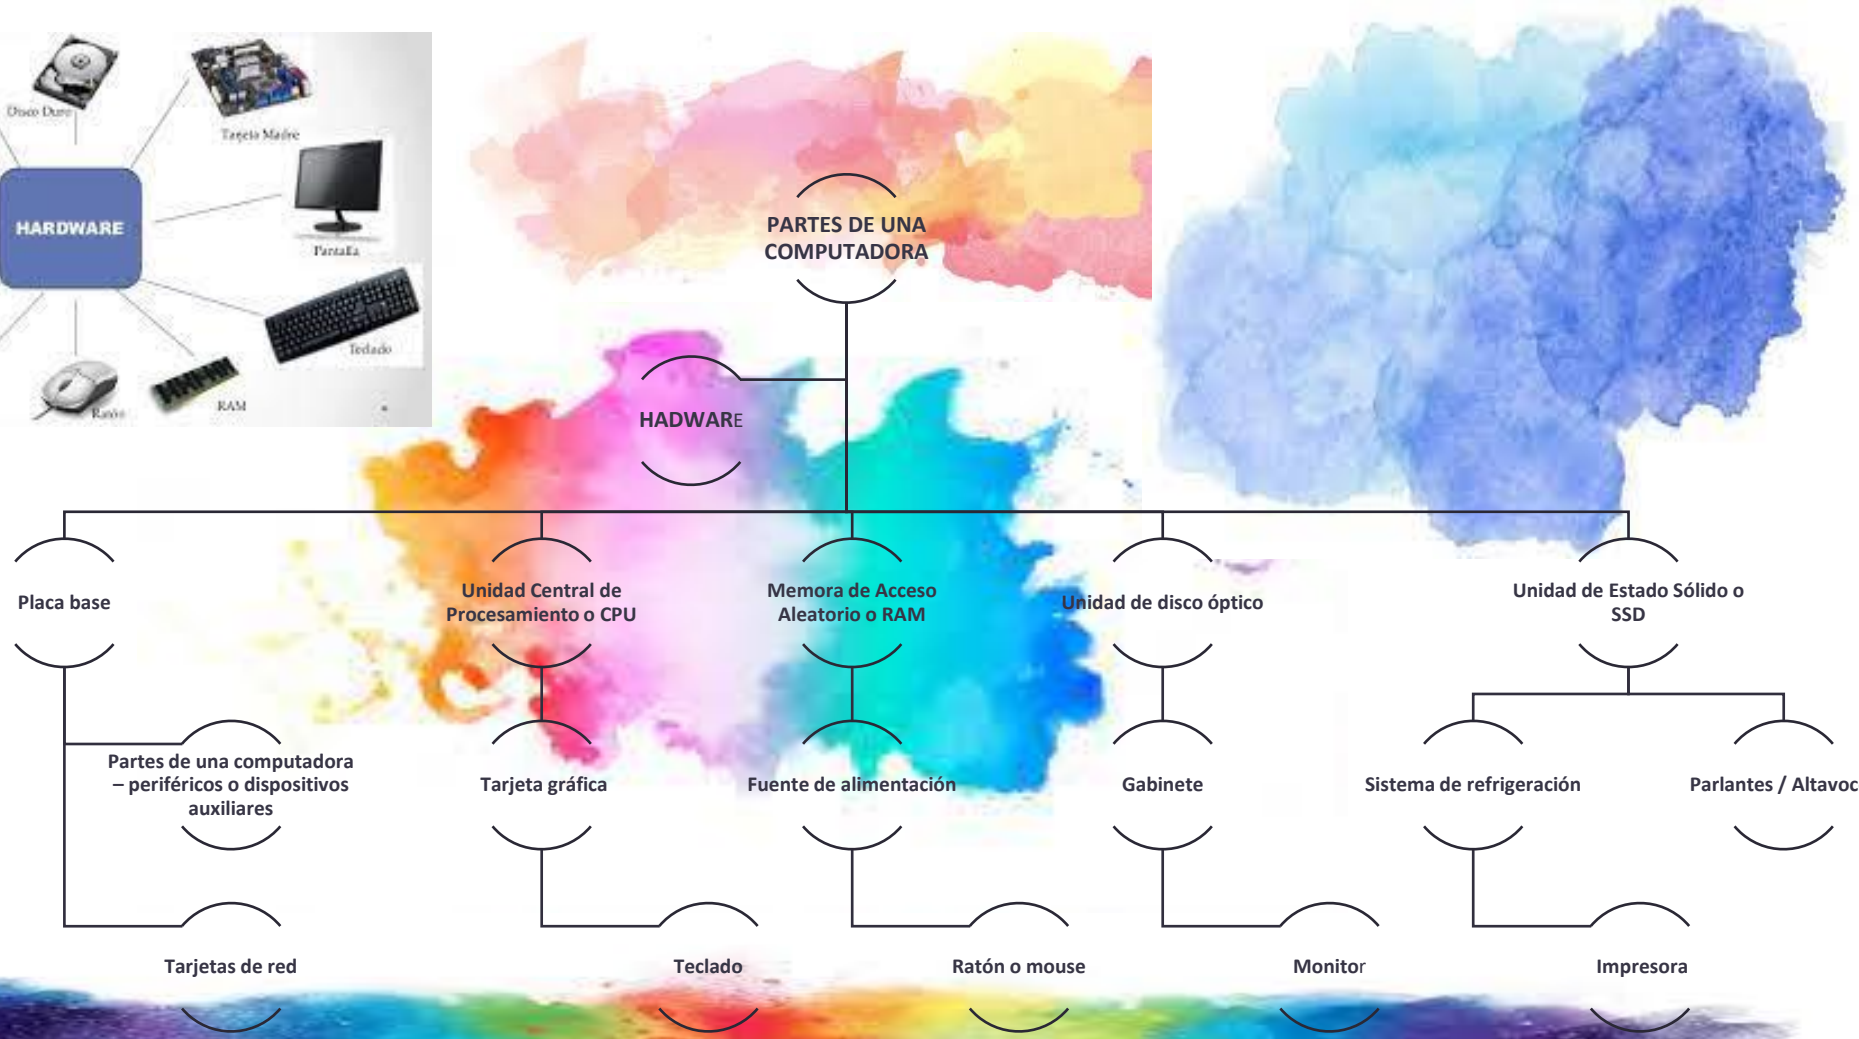 Disco Duro
Tarjeta Madre
HARDWARE
Pantalla
Teclado
RAM
Ratón
PARTES DE UNA
COMPUTADORA
HADWARE
Placa base
Unidad Central de
Procesamiento o CPU
Memora de Acceso
Aleatorio o RAM
Unidad de disco óptico
Unidad de Estado Sólido o
SSD
Partes de una computadora
– periféricos o dispositivos
auxiliares
Tarjeta gráfica
Fuente de alimentación
Gabinete
Sistema de refrigeración
Parlantes / Altavoc
Tarjetas de red
Teclado
Ratón o mouse
Monitor
Impresora